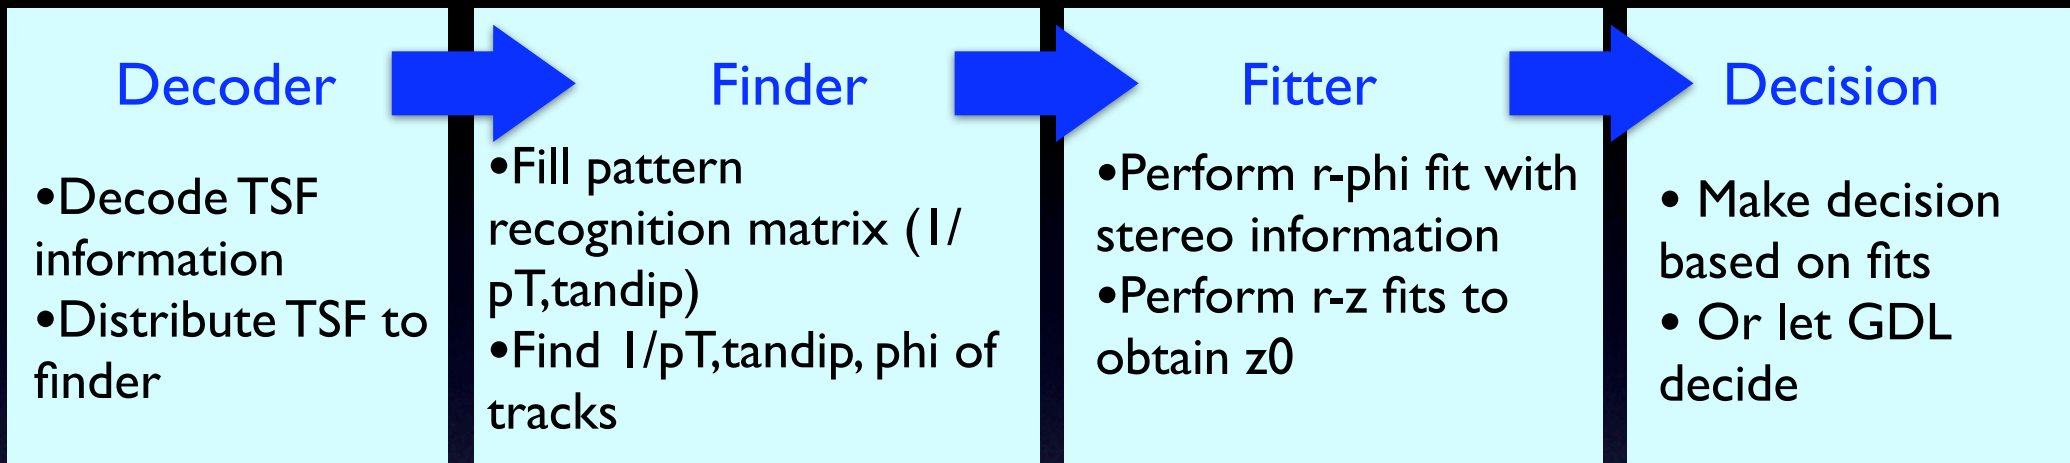 Decoder
•Decode TSF
information
•Distribute TSF to
finder
Finder
•Fill pattern
recognition matrix (1/
pT,tandip)
•Find 1/pT,tandip, phi of
tracks
Fitter
•Perform r-phi fit with
stereo information
•Perform r-z fits to
obtain z0
Decision
• Make decision
based on fits
• Or let GDL
decide